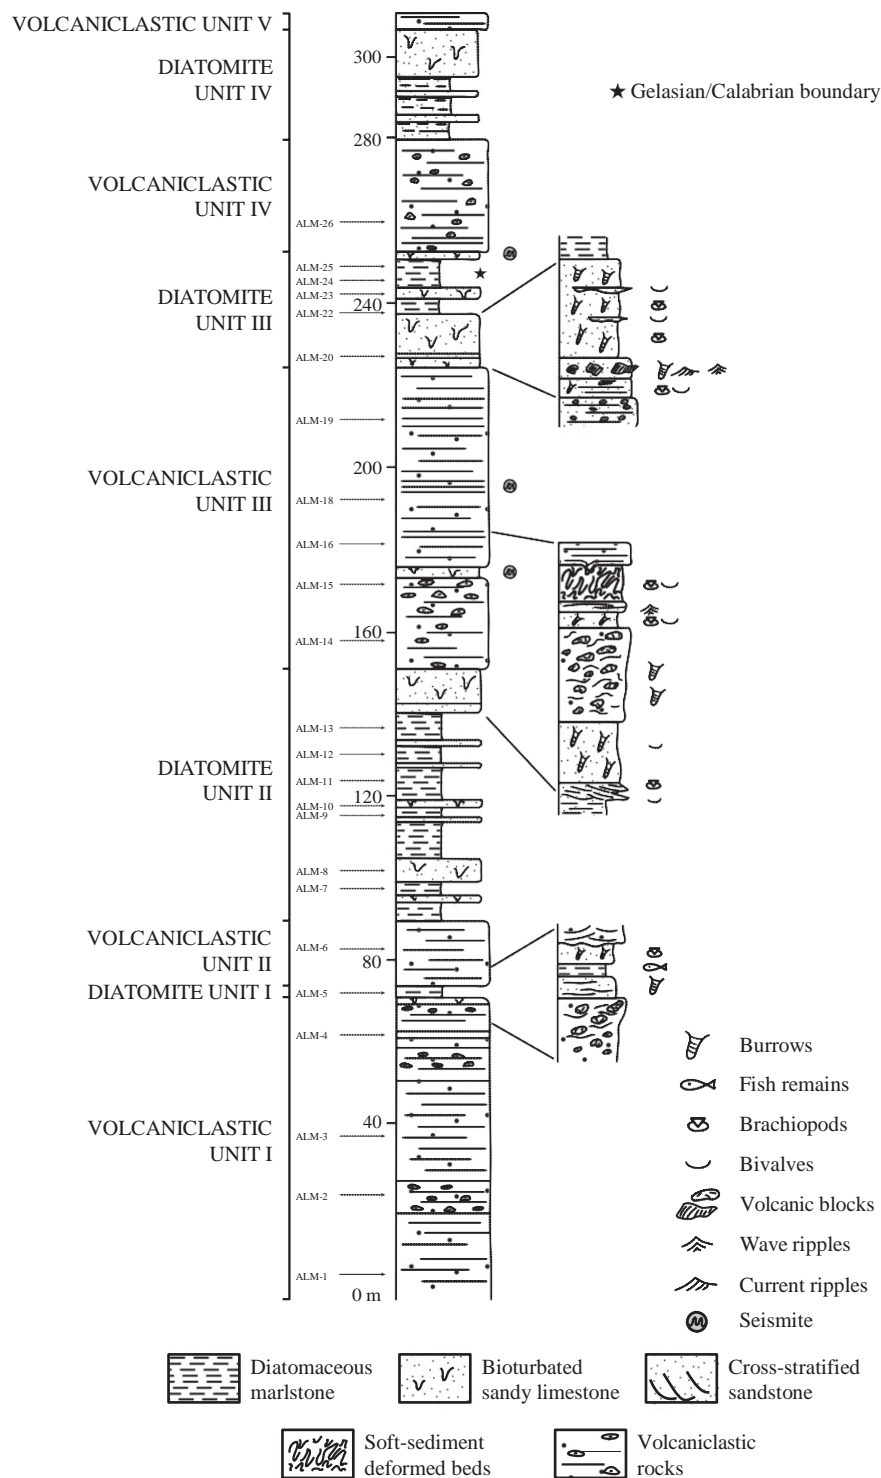 VOLCANICLASTIC UNIT V
DIATOMITE
UNIT IV
VOLCANICLASTIC
UNIT IV
DIATOMITE
UNIT III
VOLCANICLASTIC
UNIT III
DIATOMITE
UNIT II
VOLCANICLASTIC
UNIT II
DIATOMITE UNIT I
VOLCANICLASTIC
UNIT I
ALM-26
ALM-25
ALM-24
ALM-23
ALM-22
ALM-20
ALM-19
ALM-18
ALM-16
ALM-15
ALM-14
ALM-13
ALM-12
ALM-11
ALM-10
ALM-9
ALM-8
ALM-7
ALM-6
ALM-5
ALM-4
ALM-3
ALM-2
ALM-1
300
280
240
200
160
120
80
40
0 m
★ Gelasian/Calabrian boundary
Burrows
Fish remains
Brachiopods
Bivalves
Volcanic blocks
Wave ripples
Current ripples
Seismite
Diatomaceous
marlstone
Bioturbated
sandy limestone
Cross-stratified
sandstone
Soft-sediment
deformed beds
Volcaniclastic
rocks